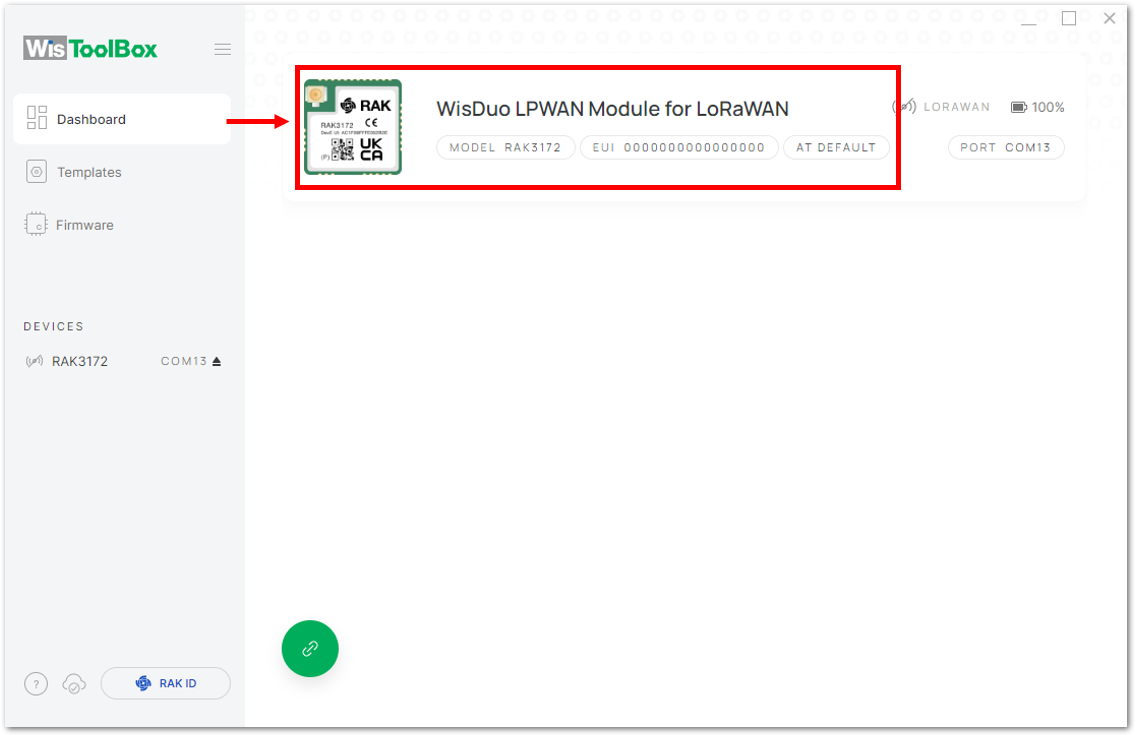 WisToolBox
Dashboard
Templates
Firmware
DEVICES
RAK3172 COM13
?
RAK ID
RAK
RAK3172
UK
CA
(P)
WisDuo LPWAN Module for LoRaWAN
LORAWAN
100%
MODEL RAK3172
EUI 0000000000000000
AT DEFAULT
PORT COM13